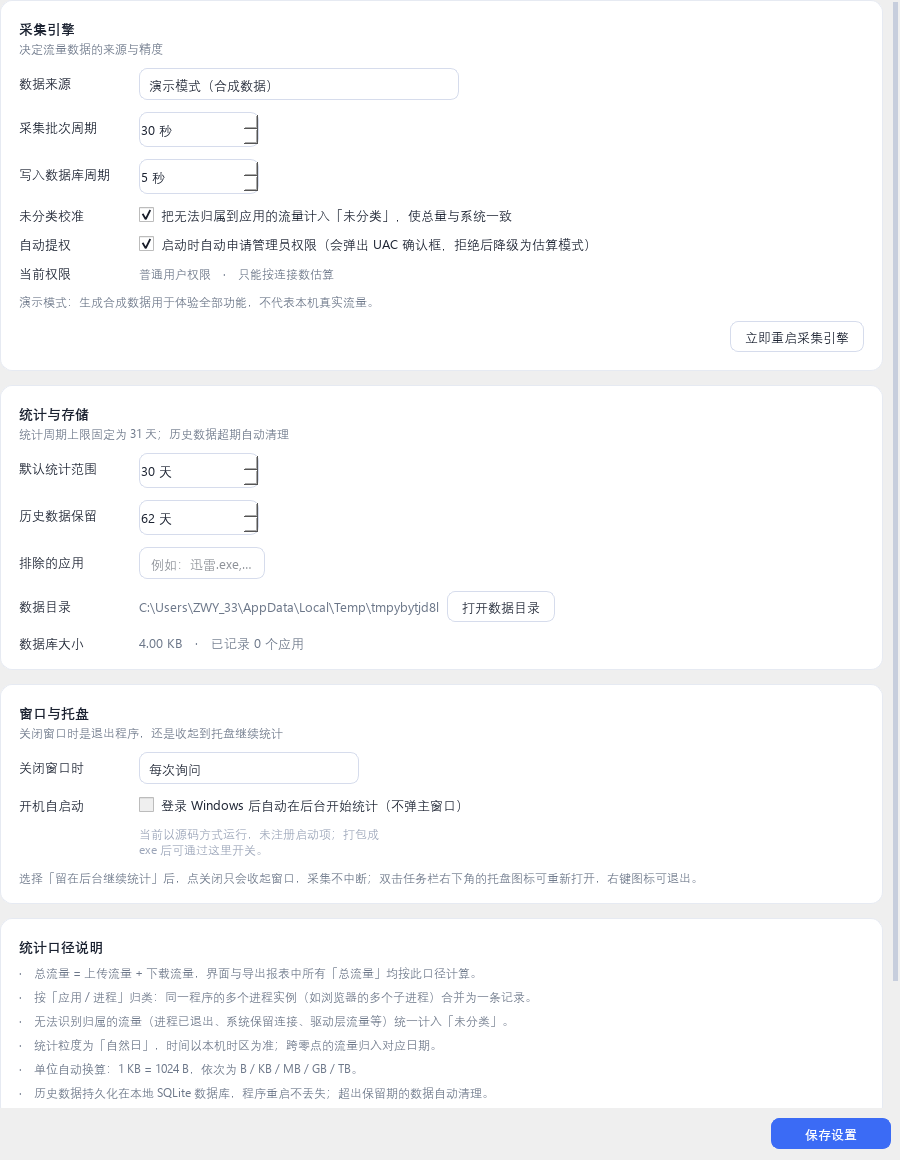 采集引擎
决定流量数据的来源与精度
数据来源 演示模式（合成数据）
采集批次周期 30 秒
写入数据库周期 5 秒
未分类校准 把无法归属到应用的流量计入「未分类」，使总量与系统一致
自动提权 启动时自动申请管理员权限（会弹出 UAC 确认框，拒绝后降级为估算模式）
当前权限 普通用户权限 · 只能按连接数估算
演示模式：生成合成数据用于体验全部功能，不代表本机真实流量。
立即重启采集引擎
统计与存储
统计周期上限固定为 31 天；历史数据超期自动清理
默认统计范围 30 天
历史数据保留 62 天
排除的应用 例如：迅雷.exe,...
数据目录 C:\Users\ZWY_33\AppData\Local\Temp\tmpybytjd8l 打开数据目录
数据库大小 4.00 KB · 已记录 0 个应用
窗口与托盘
关闭窗口时是退出程序，还是收起到托盘继续统计
关闭窗口时 每次询问
开机自启动 登录 Windows 后自动在后台开始统计（不弹主窗口）
当前以源码方式运行，未注册启动项；打包成
exe 后可通过这里开关。
选择「留在后台继续统计」后，点关闭只会收起窗口，采集不中断；双击任务栏右下角的托盘图标可重新打开，右键图标可退出。
统计口径说明
· 总流量 = 上传流量 + 下载流量，界面与导出报表中所有「总流量」均按此口径计算。
· 按「应用 / 进程」归类：同一程序的多个进程实例（如浏览器的多个子进程）合并为一条记录。
· 无法识别归属的流量（进程已退出、系统保留连接、驱动层流量等）统一计入「未分类」。
· 统计粒度为「自然日」，时间以本机时区为准；跨零点的流量归入对应日期。
· 单位自动换算：1 KB = 1024 B，依次为 B / KB / MB / GB / TB。
· 历史数据持久化在本地 SQLite 数据库，程序重启不丢失；超出保留期的数据自动清理。
保存设置